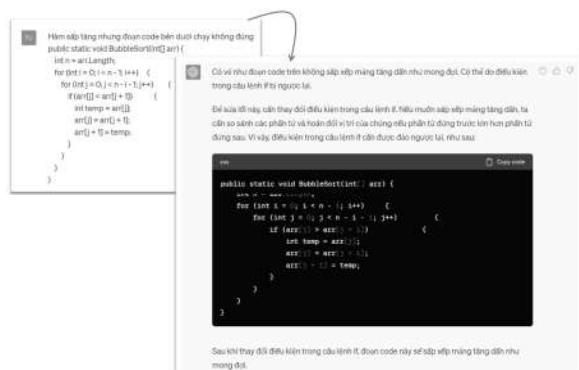 Hàm sắp tăng nhưng đoạn code bên dưới chạy không đúng
public static void BubbleSort(int[] arr) {
int n = arr.Length;
for (int i = 0; i < n - 1; i++) {
for (int j = 0; j < n - i - 1; j++) {
if (arr[j] < arr[j + 1]) {
int temp = arr[j];
arr[j] = arr[j + 1];
arr[j + 1] = temp;
}
}
}
}
Có vẻ như đoạn code trên không sắp xếp mảng tăng dần như mong đợi. Có thể do điều kiện
trong câu lệnh if bị ngược lại.
Để sửa lỗi này, cần thay đổi điều kiện trong câu lệnh if. Nếu muốn sắp xếp mảng tăng dần, ta
cần so sánh các phần tử và hoán đổi vị trí của chúng nếu phần tử đứng trước lớn hơn phần tử
đứng sau. Vì vậy, điều kiện trong câu lệnh if cần được đảo ngược lại, như sau:
Copy code
public static void BubbleSort(int[] arr) {
int n = arr.Length;
for (int i = 0; i < n - 1; i++) {
for (int j = 0; j < n - i - 1; j++) {
if (arr[j] > arr[j + 1]) {
int temp = arr[j];
arr[j] = arr[j + 1];
arr[j + 1] = temp;
}
}
}
}
Sau khi thay đổi điều kiện trong câu lệnh if, đoạn code này sẽ sắp xếp mảng tăng dần như
mong đợi.